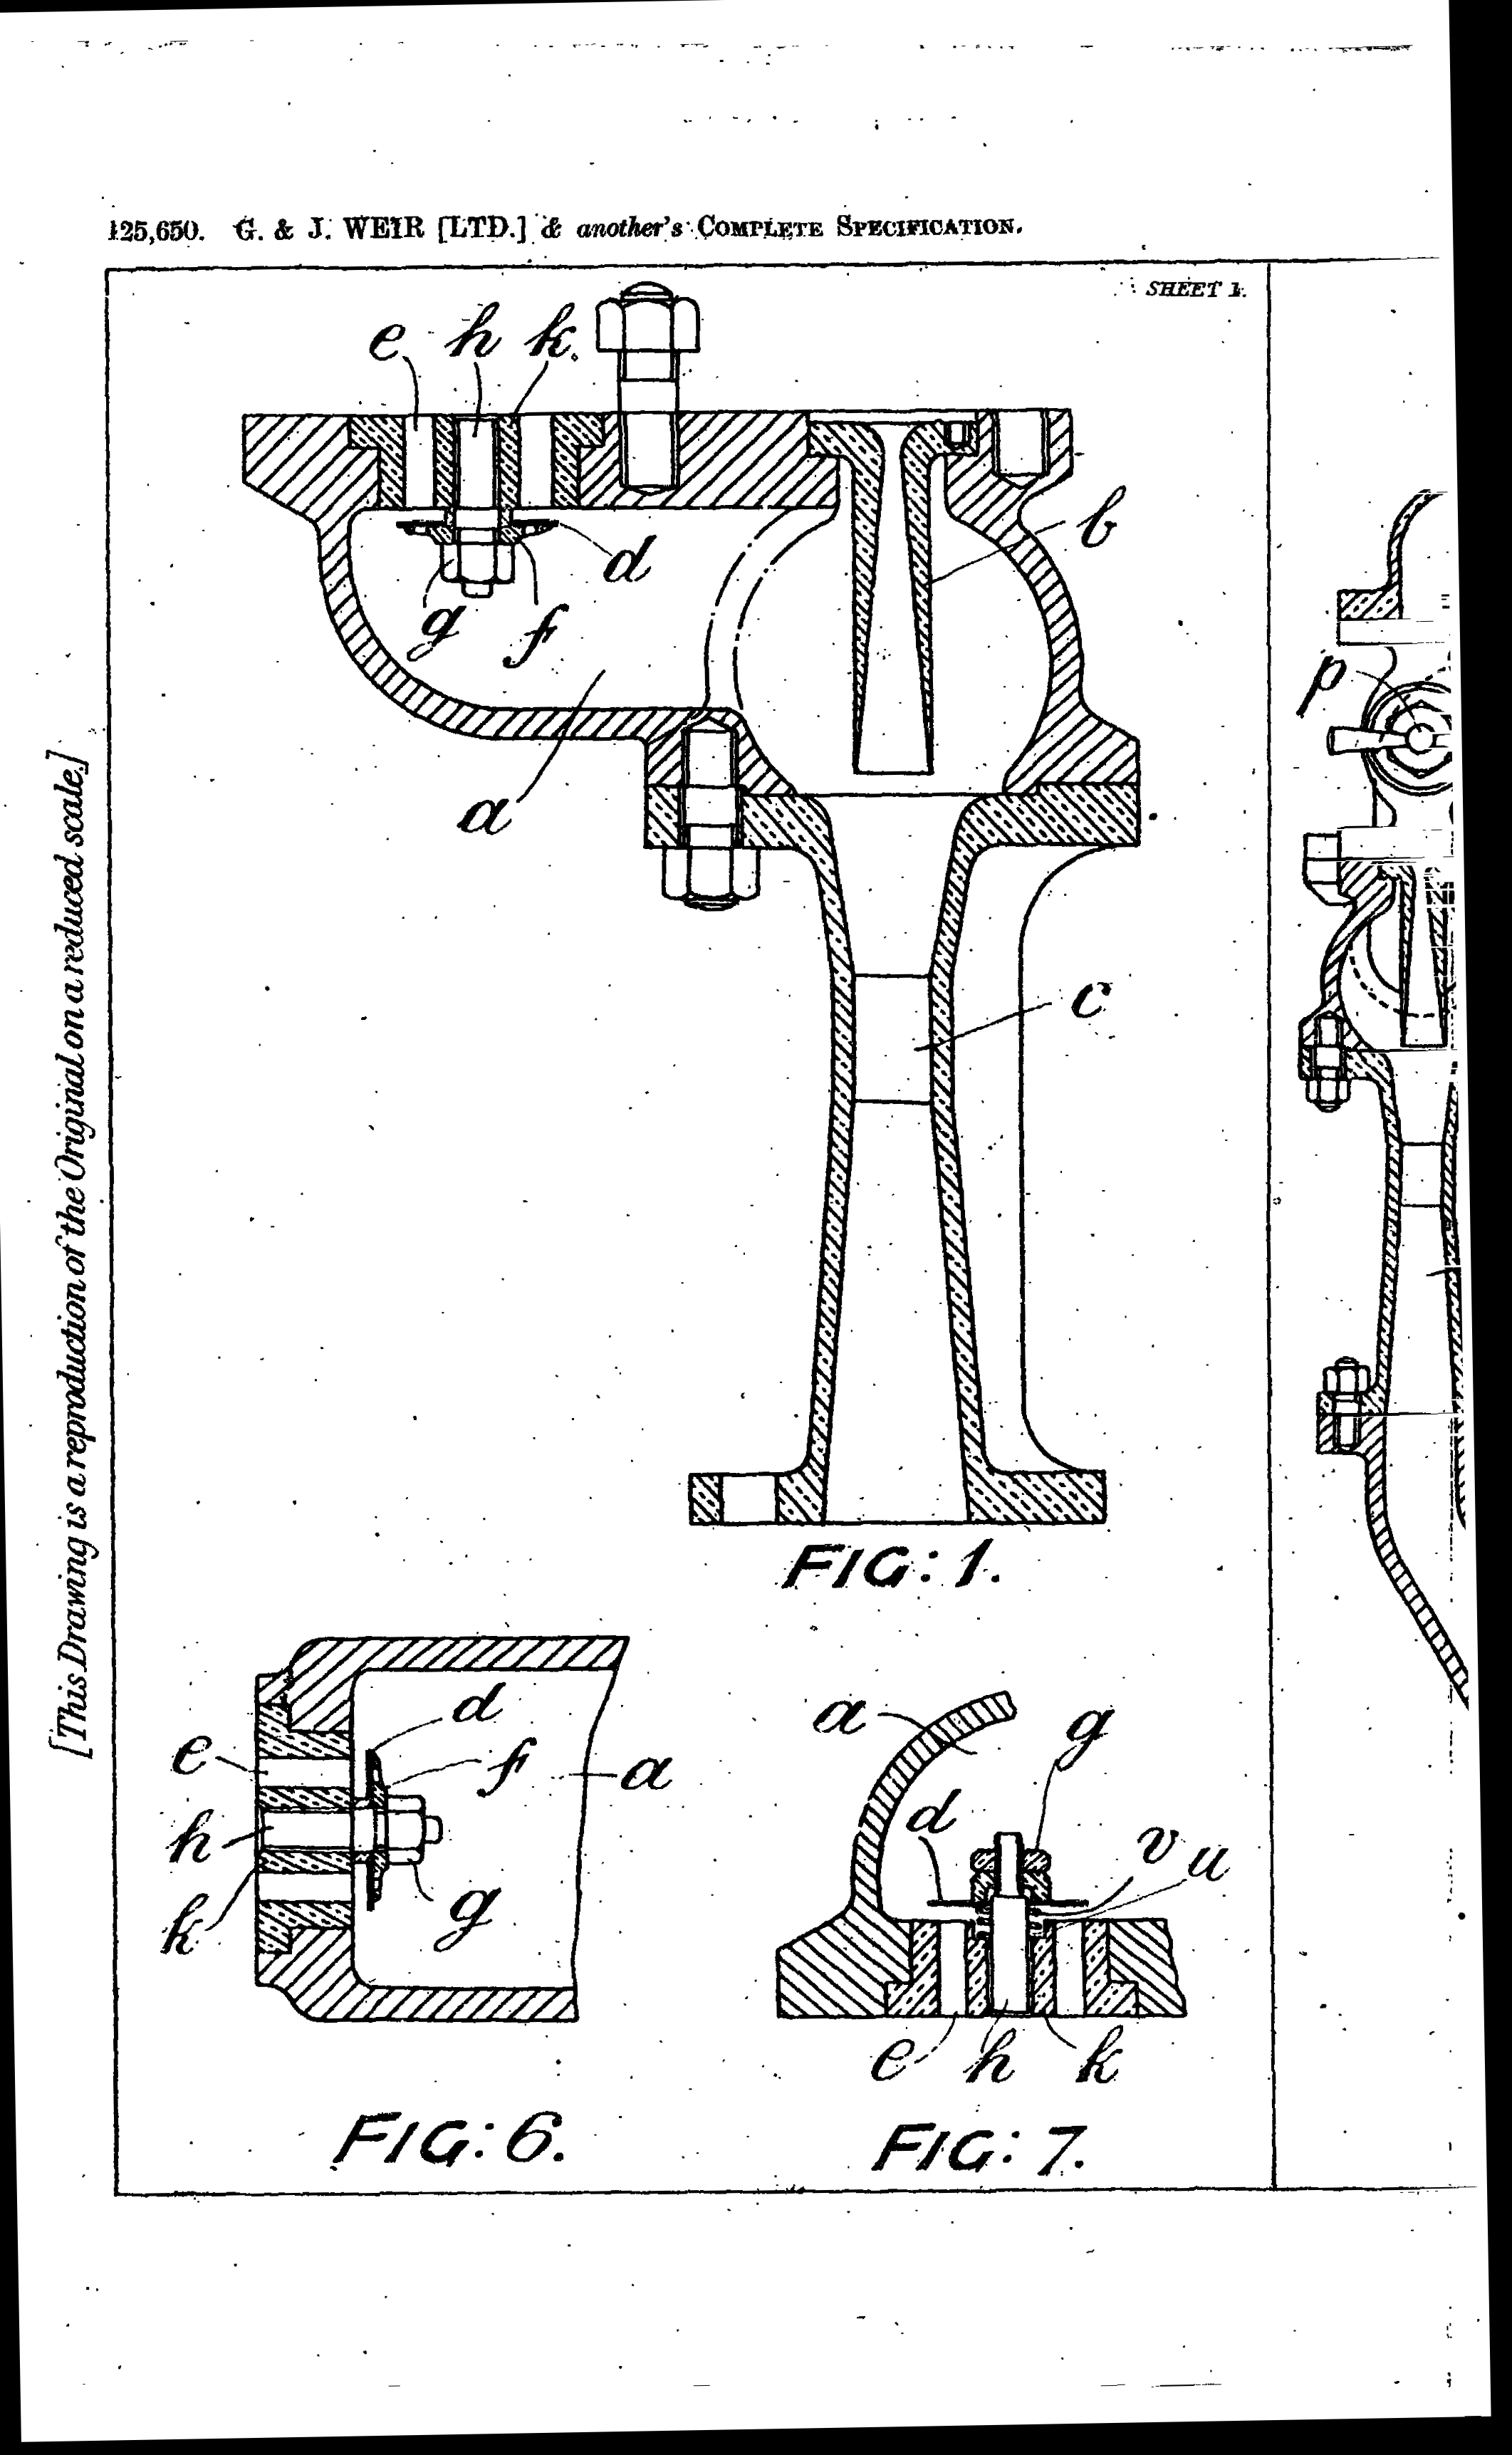 125,650. G. & J. WEIR [LTD.] & another's COMPLETE SPECIFICATION.
SHEET 1.
[This Drawing is a reproduction of the Original on a reduced scale.]
e h k
b
d
g f
a
c
p
FIG: 1.
d
e f a
h
k g
a g
d v u
e h k
FIG: 6. FIG: 7.